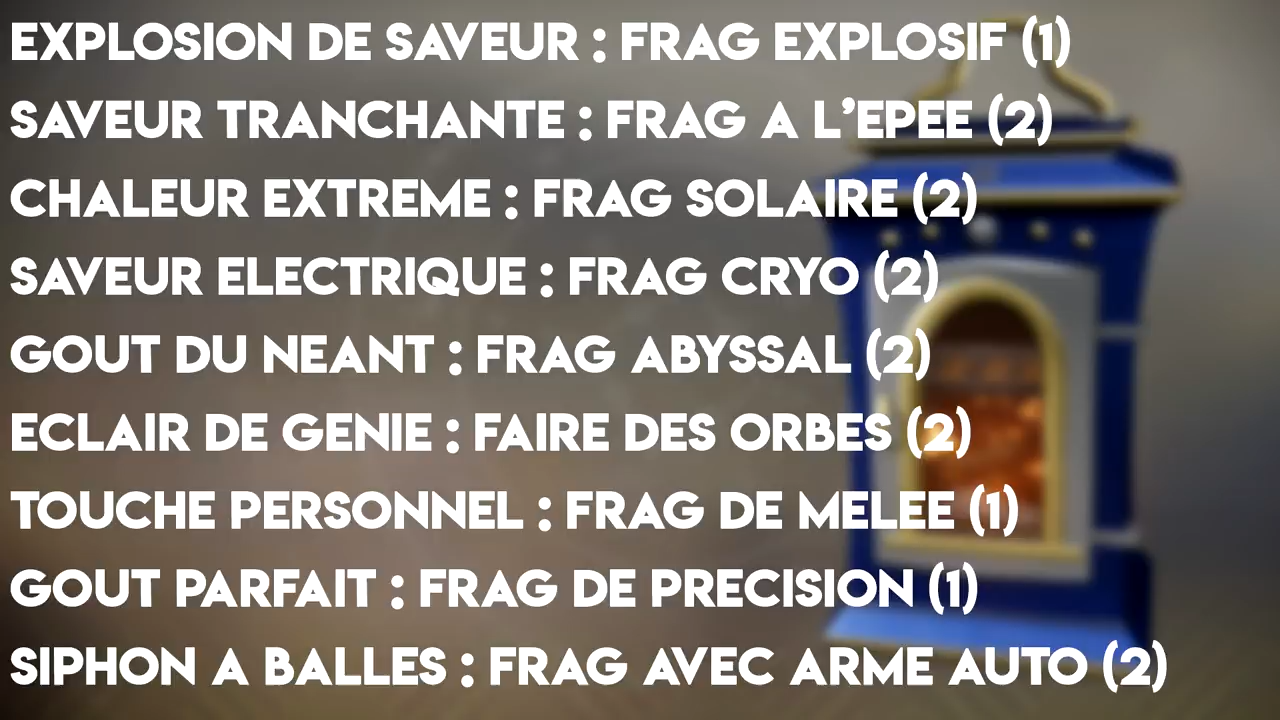 EXPLOSION DE SAVEUR : FRAG EXPLOSIF (1)
SAVEUR TRANCHANTE : FRAG A L’EPEE (2)
CHALEUR EXTREME : FRAG SOLAIRE (2)
SAVEUR ELECTRIQUE : FRAG CRYO (2)
GOUT DU NEANT : FRAG ABYSSAL (2)
ECLAIR DE GENIE : FAIRE DES ORBES (2)
TOUCHE PERSONNEL : FRAG DE MELEE (1)
GOUT PARFAIT : FRAG DE PRECISION (1)
SIPHON A BALLES : FRAG AVEC ARME AUTO (2)